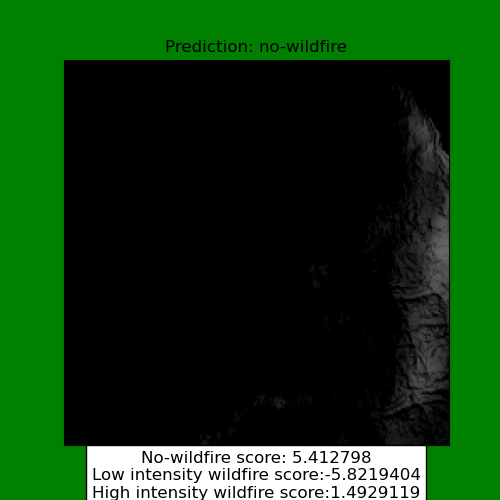 Prediction: no-wildfire
No-wildfire score: 5.412798
Low intensity wildfire score:-5.8219404
High intensity wildfire score:1.4929119